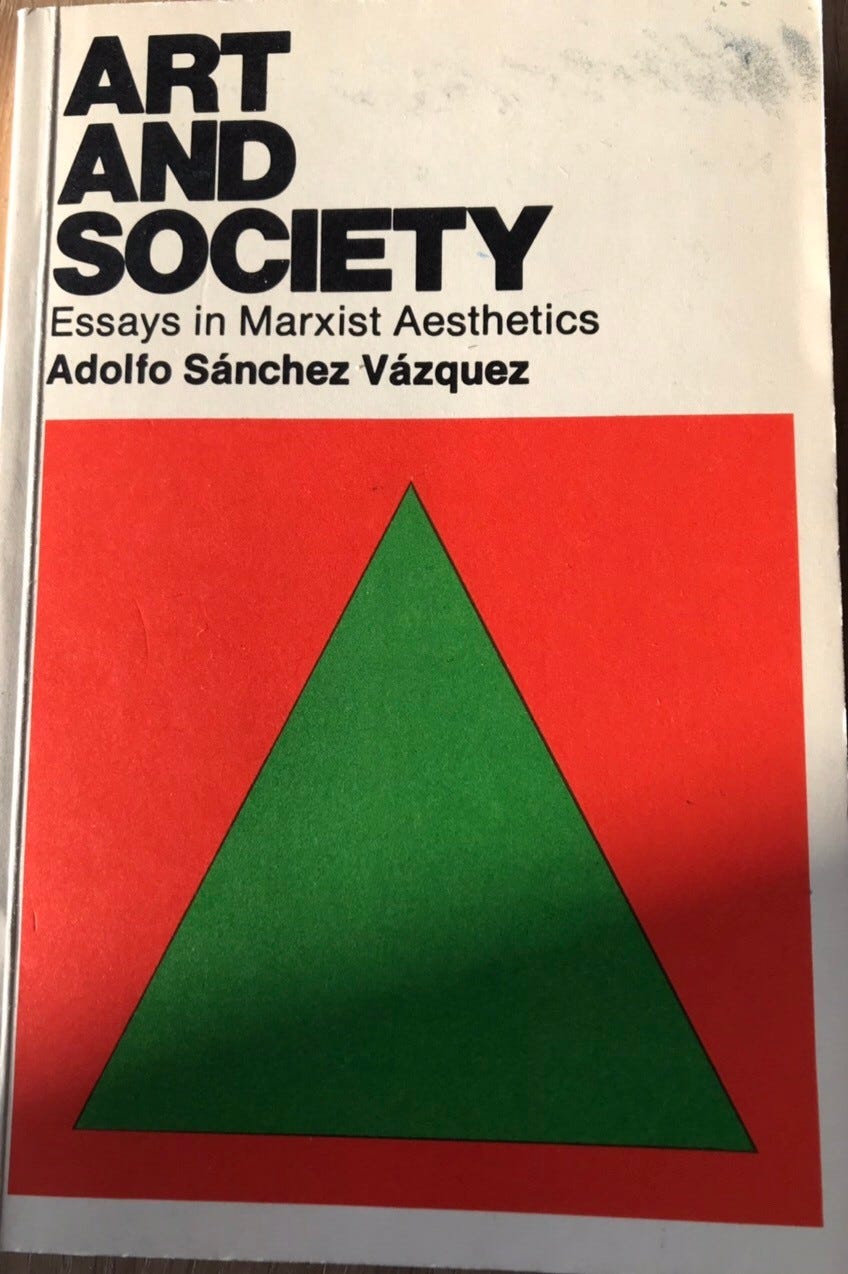 ART
AND
SOCIETY
Essays in Marxist Aesthetics
Adolfo Sánchez Vázquez